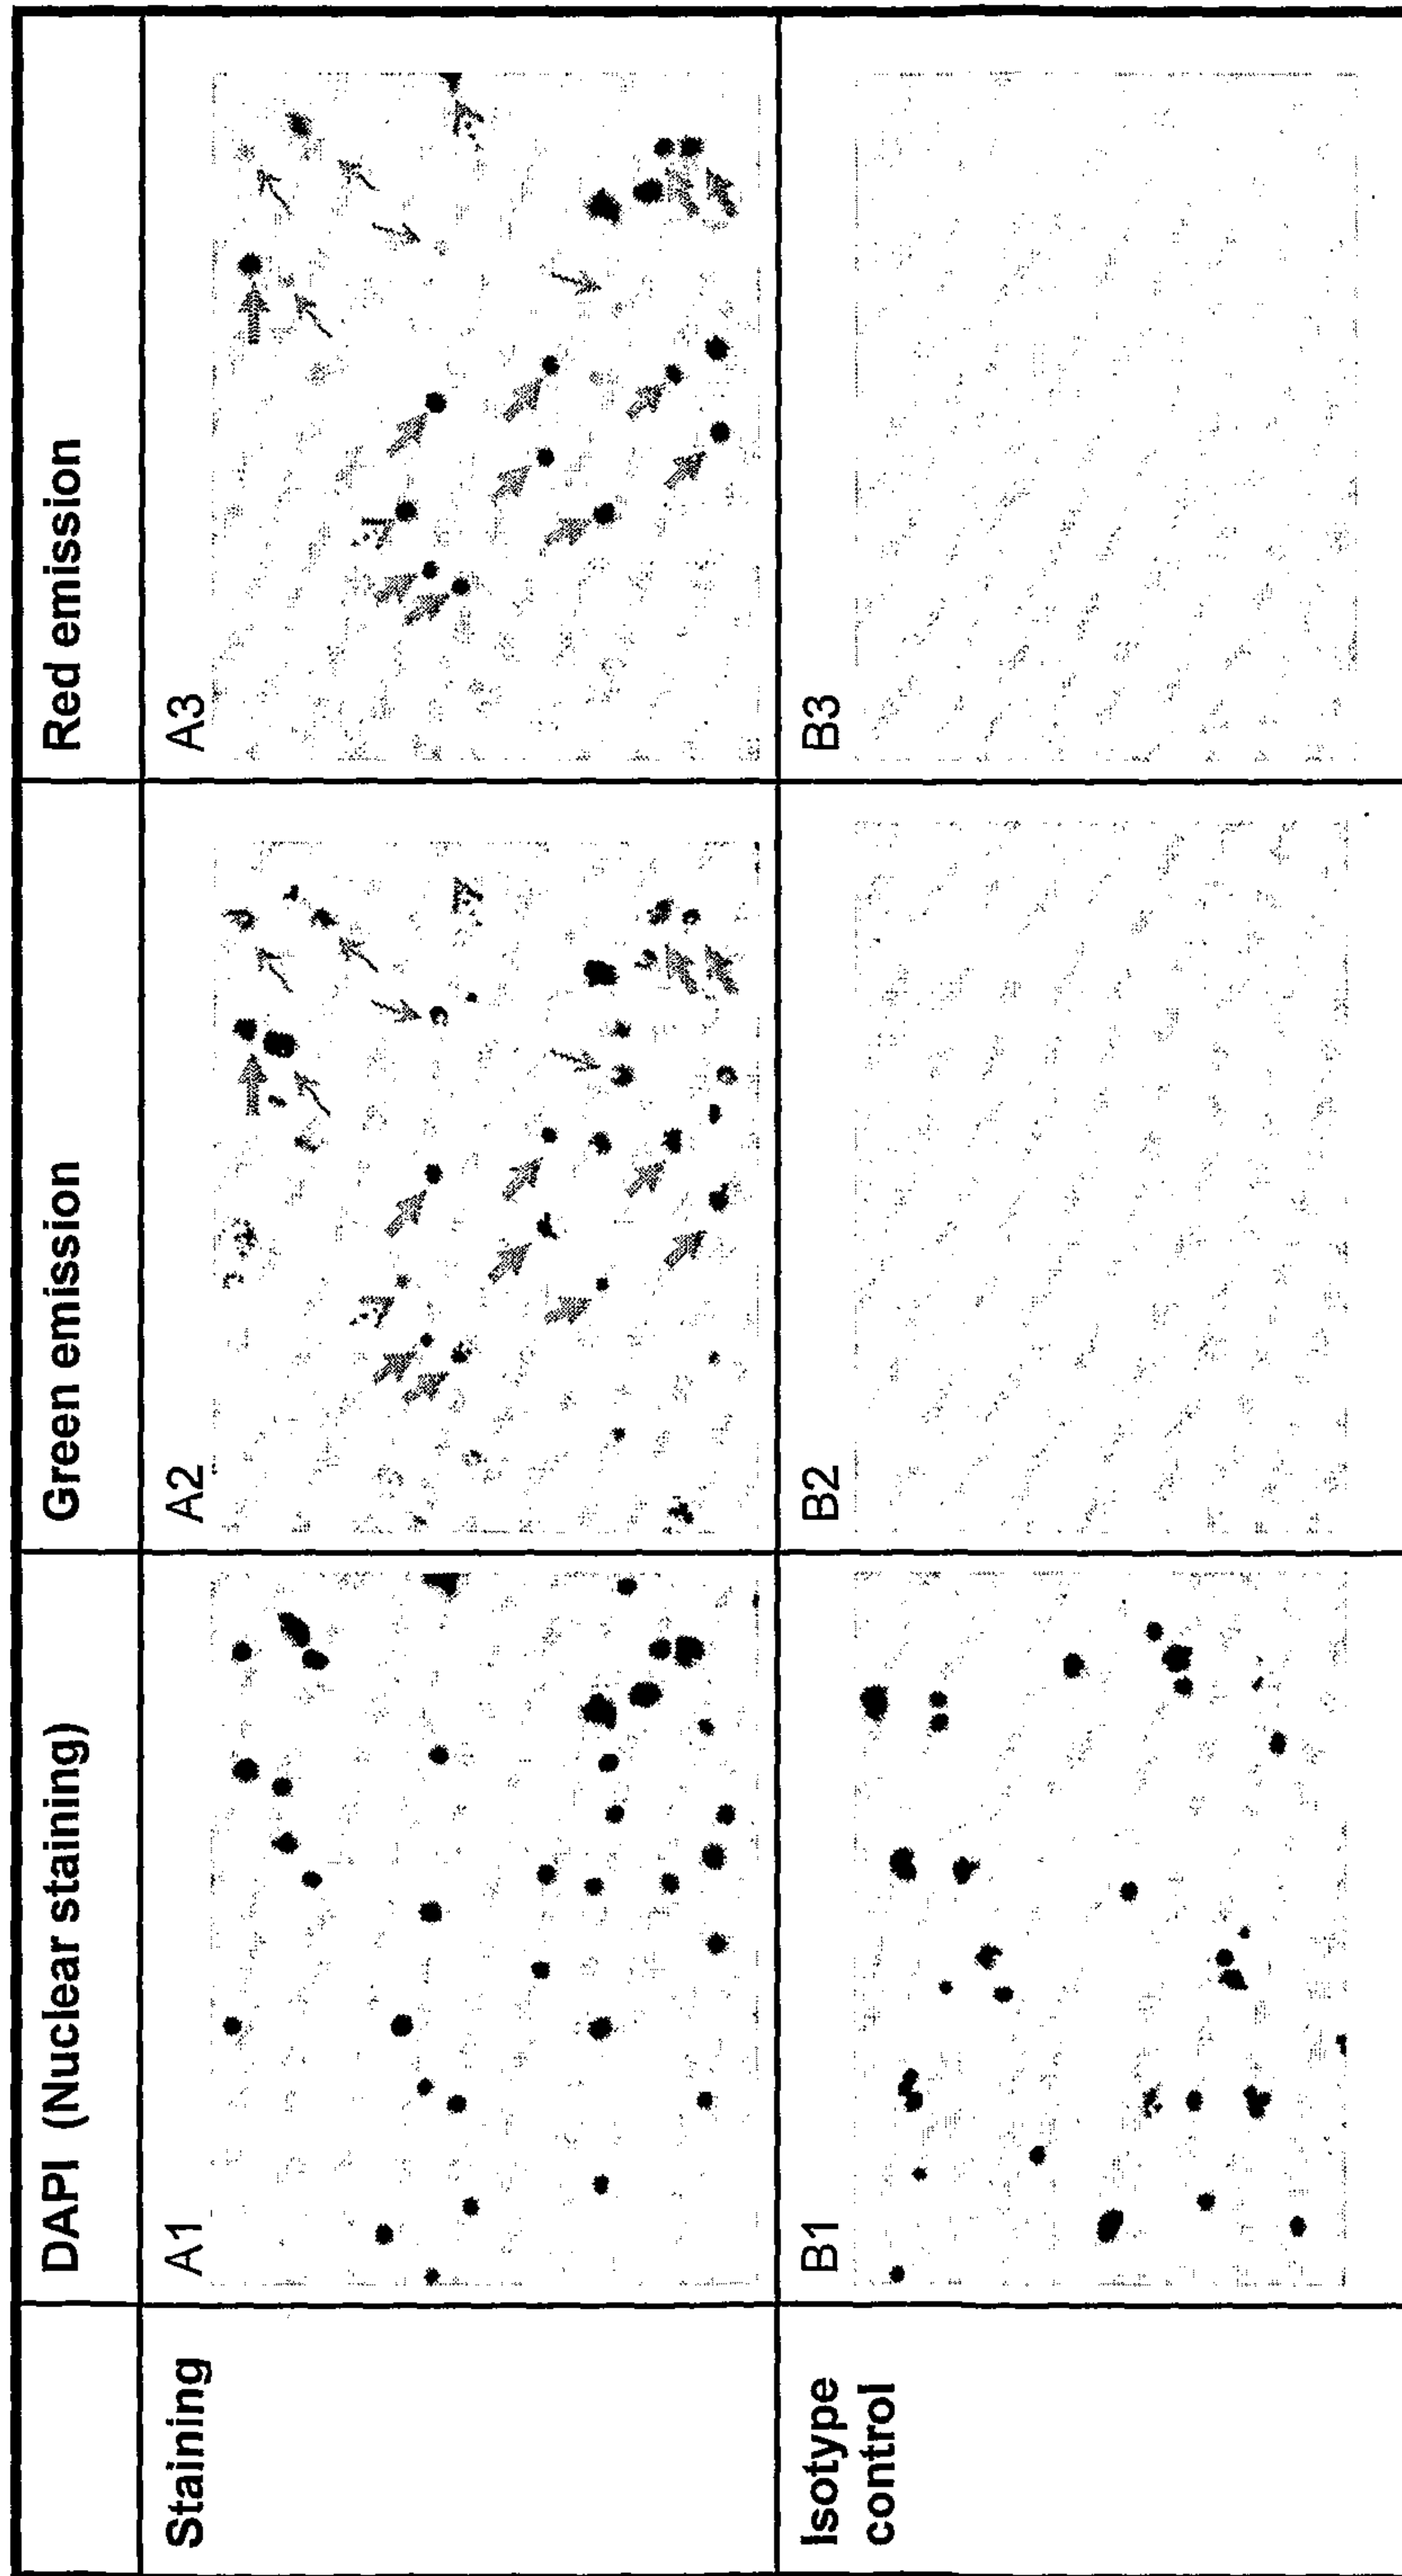 DAPI (Nuclear staining)
Green emission
Red emission
Staining
A1
A2
A3
Isotype
control
B1
B2
B3